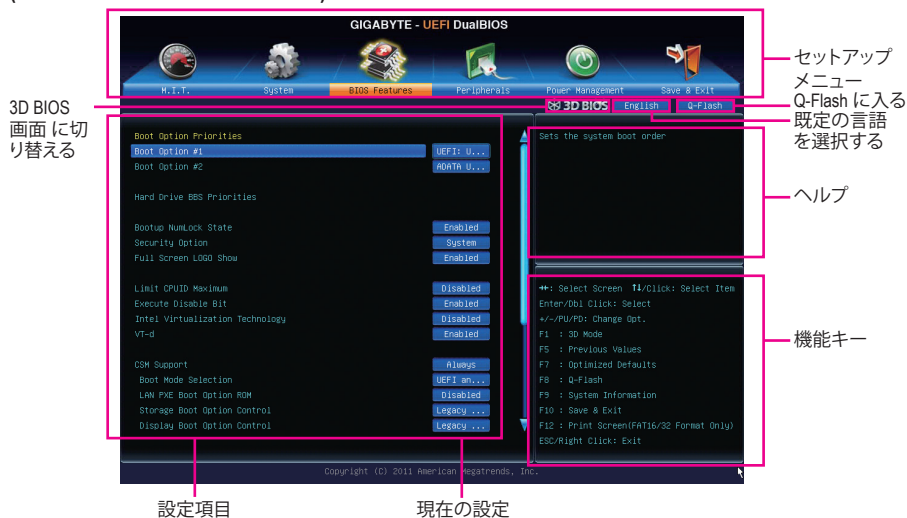 GIGABYTE - UEFI DualBIOS
M.I.T.
System
BIOS Features
Peripherals
Power Management
Save & Exit
セットアップ
メニュー
3D BIOS
English
Q-Flash
Q-Flash に入る
既定の言語
を選択する
3D BIOS
画面 に切
り替える
Boot Option Priorities
Boot Option #1 UEFI: U...
Boot Option #2 ADATA U...
Hard Drive BBS Priorities
Bootup NumLock State Enabled
Security Option System
Full Screen LOGO Show Enabled
Limit CPUID Maximum Disabled
Execute Disable Bit Enabled
Intel Virtualization Technology Disabled
VT-d Enabled
CSM Support Always
Boot Mode Selection UEFI an...
LAN PXE Boot Option ROM Disabled
Storage Boot Option Control Legacy ...
Display Boot Option Control Legacy ...
Sets the system boot order
ヘルプ
→←: Select Screen ↑↓/Click: Select Item
Enter/Dbl Click: Select
+/-/PU/PD: Change Opt.
F1 : 3D Mode
F5 : Previous Values
F7 : Optimized Defaults
F8 : Q-Flash
F9 : System Information
F10 : Save & Exit
F12 : Print Screen(FAT16/32 Format Only)
ESC/Right Click: Exit
機能キー
Copyright (C) 2011 American Megatrends, Inc.
設定項目
現在の設定